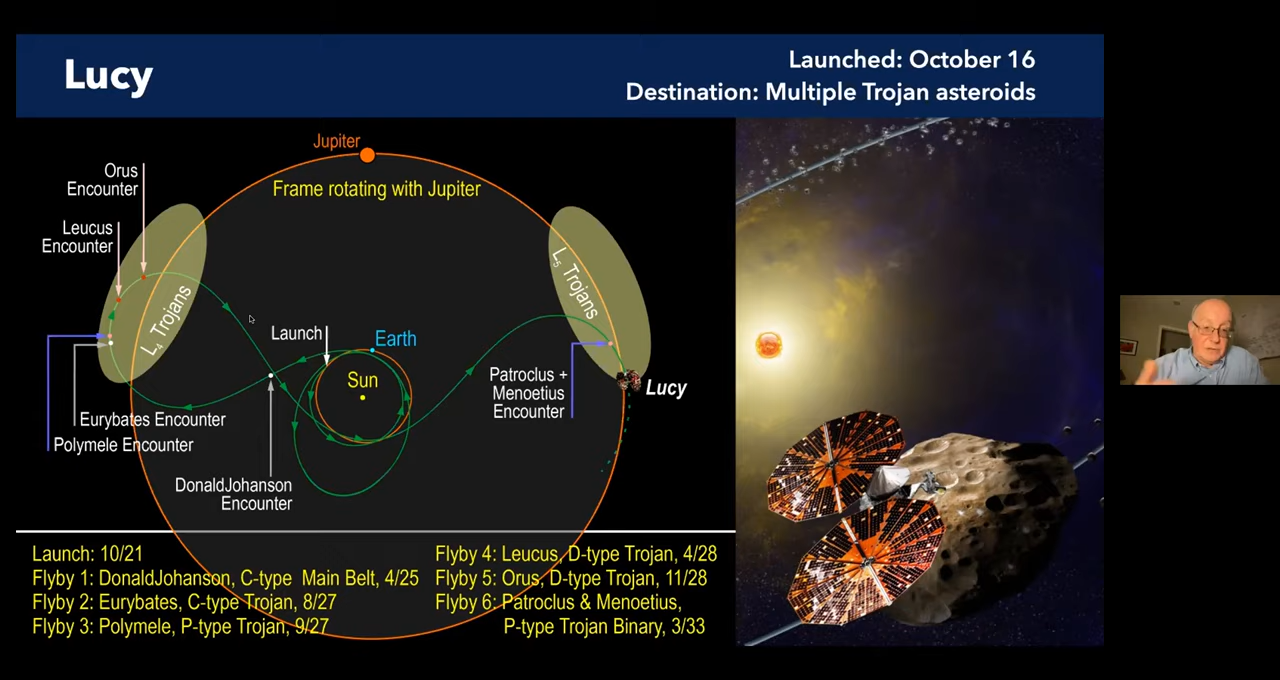 Lucy
Launched: October 16
Destination: Multiple Trojan asteroids
Jupiter
Frame rotating with Jupiter
Orus
Encounter
Leucus
Encounter
L4 Trojans
L5 Trojans
Launch
Earth
Sun
Patroclus +
Menoetius
Encounter
Lucy
Eurybates Encounter
Polymele Encounter
DonaldJohanson
Encounter
Launch: 10/21
Flyby 1: DonaldJohanson, C-type Main Belt, 4/25
Flyby 2: Eurybates, C-type Trojan, 8/27
Flyby 3: Polymele, P-type Trojan, 9/27
Flyby 4: Leucus, D-type Trojan, 4/28
Flyby 5: Orus, D-type Trojan, 11/28
Flyby 6: Patroclus & Menoetius,
P-type Trojan Binary, 3/33